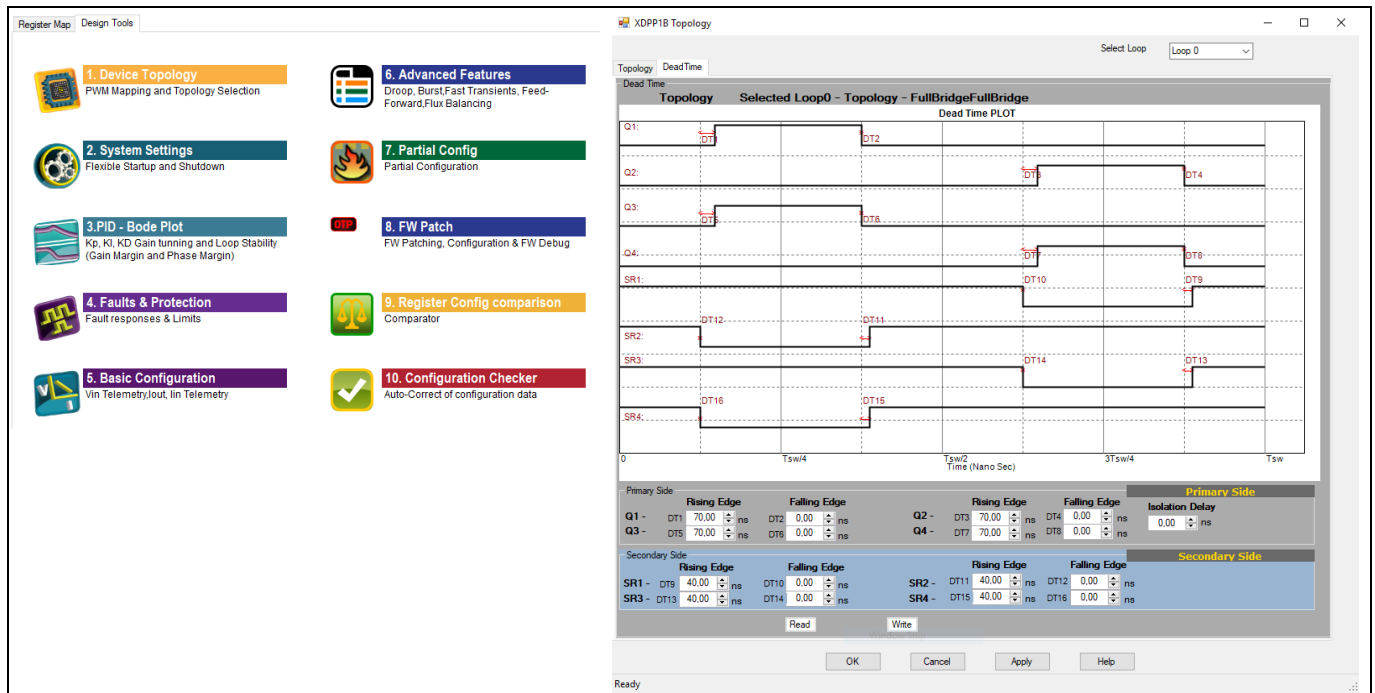 Register Map Design Tools
1. Device Topology
PWM Mapping and Topology Selection
2. System Settings
Flexible Startup and Shutdown
3.PID - Bode Plot
Kp, KI, KD Gain tunning and Loop Stability
(Gain Margin and Phase Margin)
4. Faults & Protection
Fault responses & Limits
5. Basic Configuration
Vin Telemetry,Iout, Iin Telemetry
6. Advanced Features
Droop, Burst,Fast Transients, Feed-
Forward,Flux Balancing
7. Partial Config
Partial Configuration
OTP
8. FW Patch
FW Patching, Configuration & FW Debug
9. Register Config comparison
Comparator
10. Configuration Checker
Auto-Correct of configuration data
XDPP1B Topology
Select Loop Loop 0
Topology DeadTime
Dead Time
Topology Selected Loop0 - Topology - FullBridgeFullBridge
Dead Time PLOT
Q1:
DT1 DT2
Q2:
DT3 DT4
Q3:
DT5 DT6
Q4:
DT7 DT8
SR1:
DT10 DT9
DT12 DT11
SR2:
SR3:
DT14 DT13
DT16 DT15
SR4:
0 Tsw/4 Tsw/2 3Tsw/4 Tsw
Time (Nano Sec)
Primary Side Primary Side
Rising Edge Falling Edge Rising Edge Falling Edge Isolation Delay
Q1 - DT1 70,00 ns DT2 0,00 ns Q2 - DT3 70,00 ns DT4 0,00 ns 0,00 ns
Q3 - DT5 70,00 ns DT6 0,00 ns Q4 - DT7 70,00 ns DT8 0,00 ns
Secondary Side Secondary Side
Rising Edge Falling Edge Rising Edge Falling Edge
SR1 - DT9 40,00 ns DT10 0,00 ns SR2 - DT11 40,00 ns DT12 0,00 ns
SR3 - DT13 40,00 ns DT14 0,00 ns SR4 - DT15 40,00 ns DT16 0,00 ns
Read Write
OK Cancel Apply Help
Ready